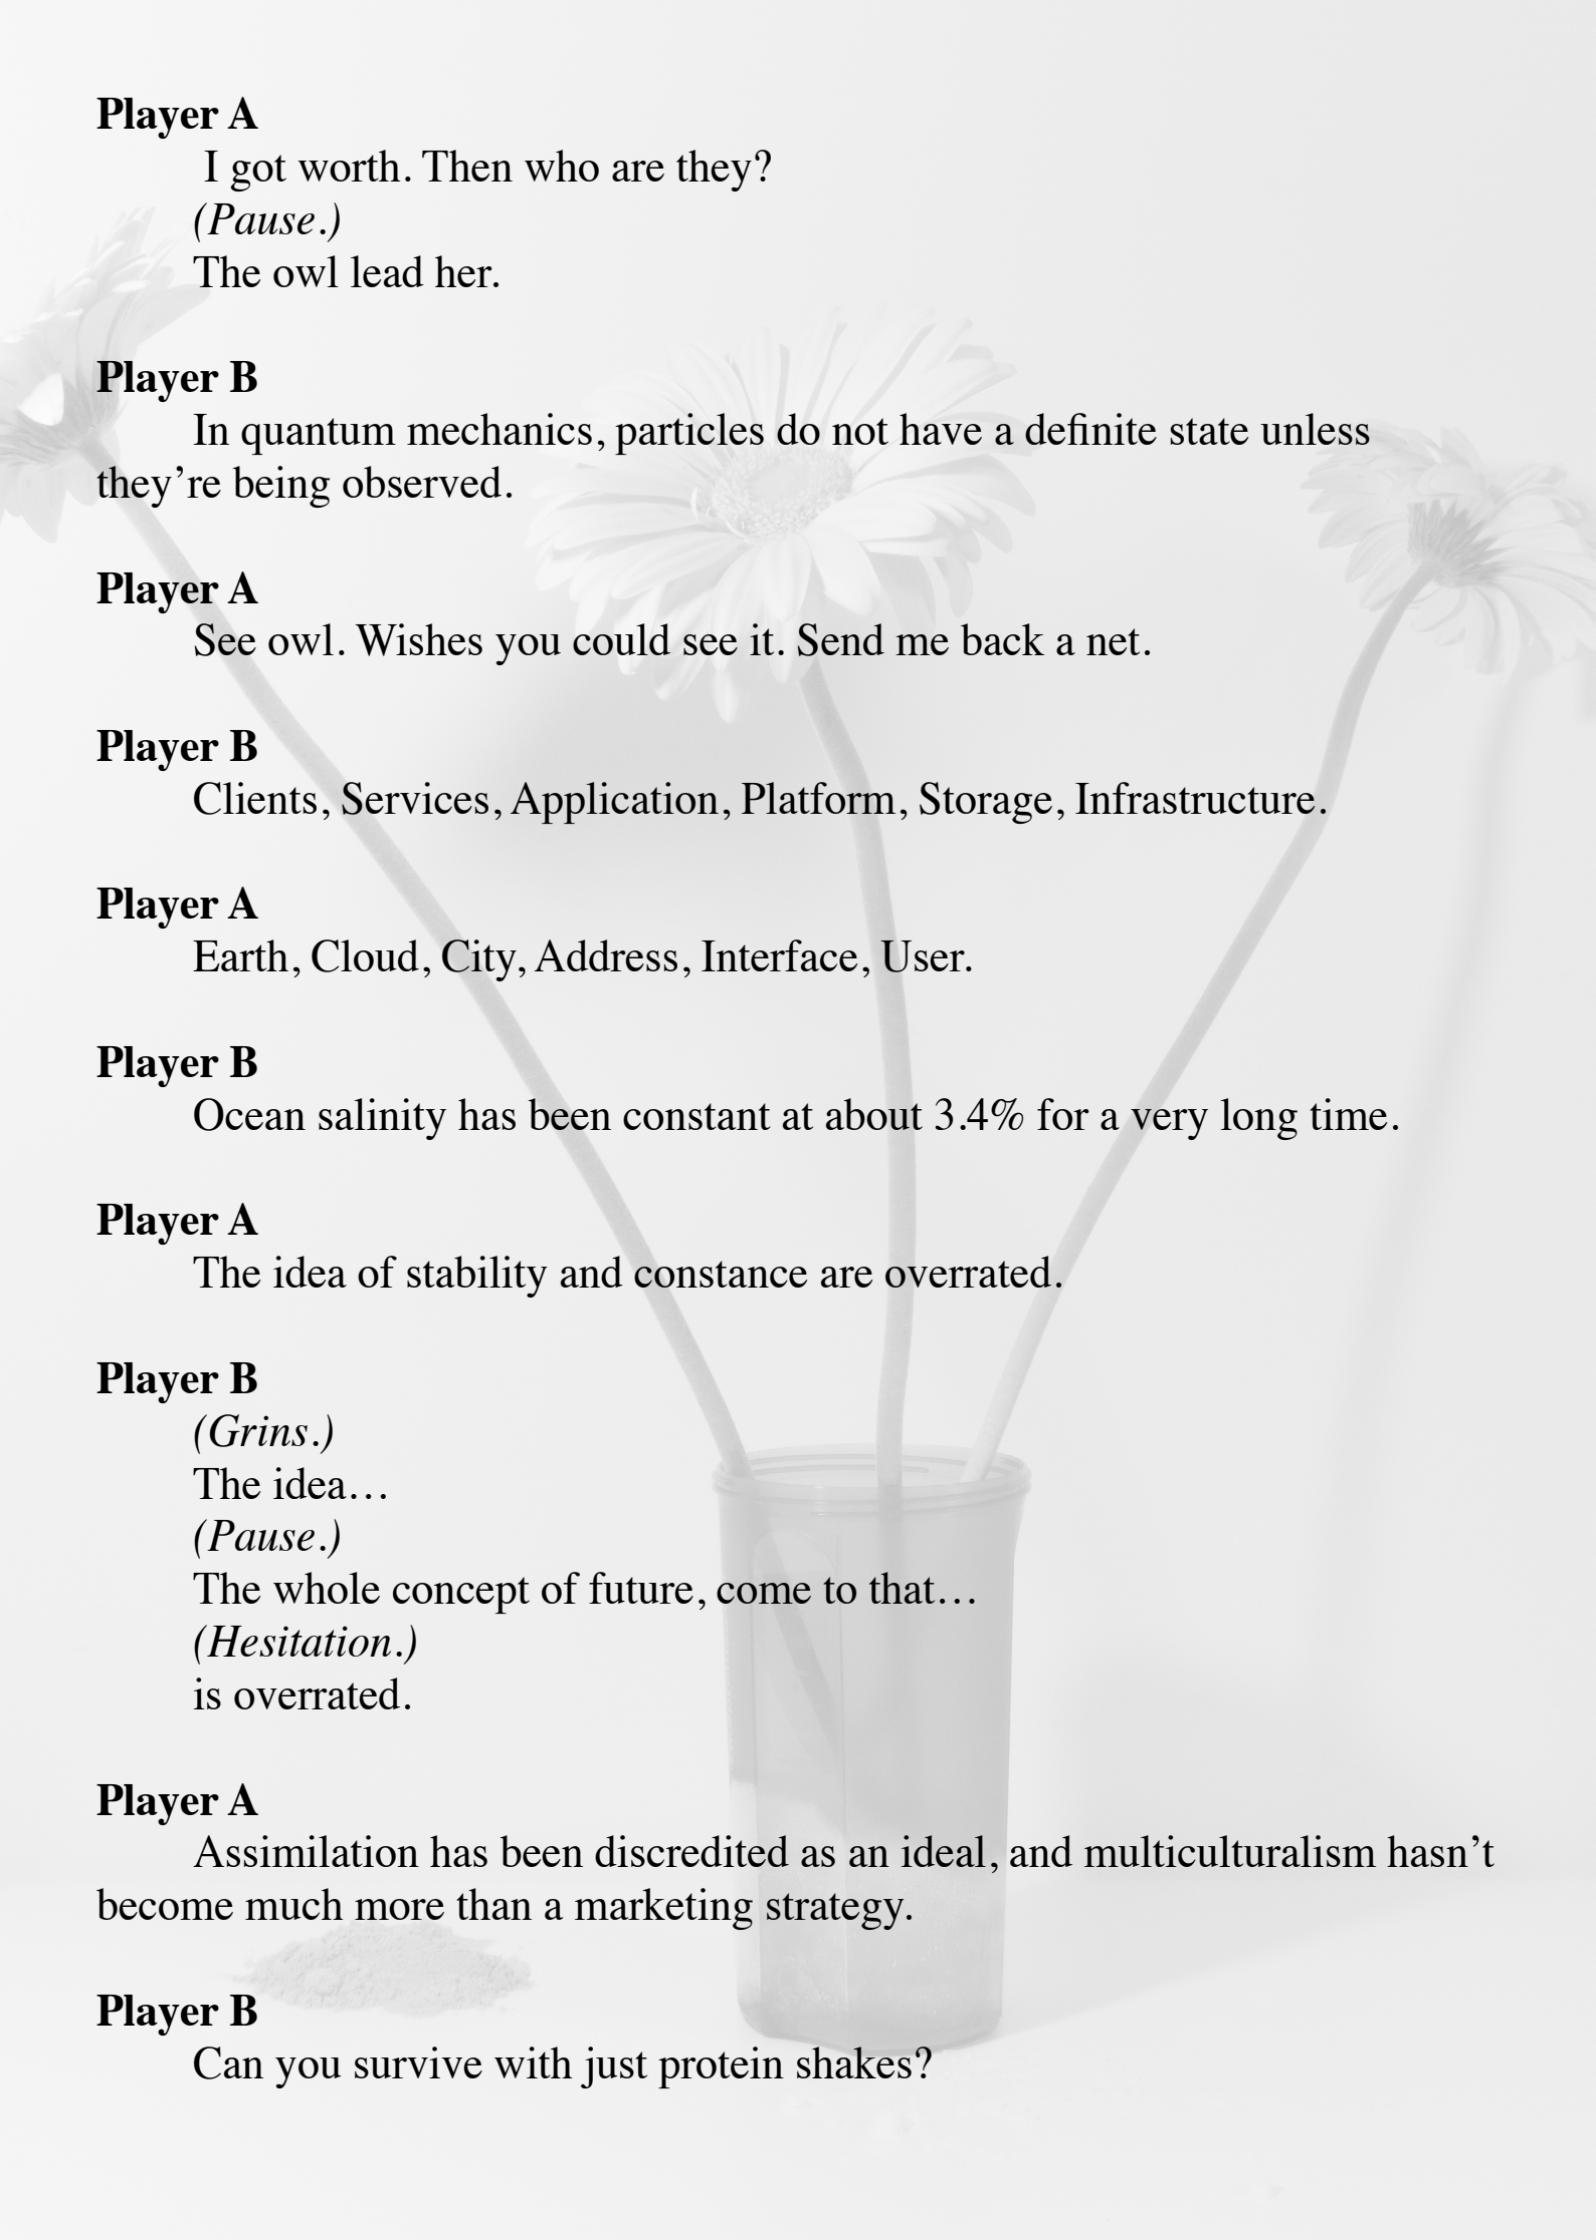 Player A
I got worth. Then who are they?
(Pause.)
The owl lead her.
Player B
In quantum mechanics, particles do not have a definite state unless
they’re being observed.
Player A
See owl. Wishes you could see it. Send me back a net.
Player B
Clients, Services, Application, Platform, Storage, Infrastructure.
Player A
Earth, Cloud, City, Address, Interface, User.
Player B
Ocean salinity has been constant at about 3.4% for a very long time.
Player A
The idea of stability and constance are overrated.
Player B
(Grins.)
The idea…
(Pause.)
The whole concept of future, come to that…
(Hesitation.)
is overrated.
Player A
Assimilation has been discredited as an ideal, and multiculturalism hasn’t
become much more than a marketing strategy.
Player B
Can you survive with just protein shakes?